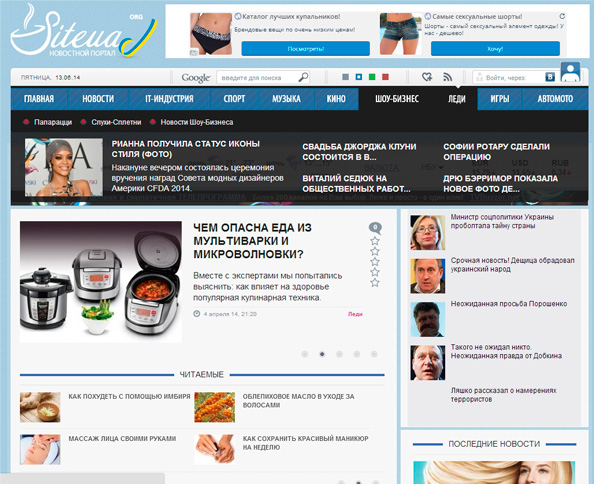 Siteua .ORG
НОВОСТНОЙ ПОРТАЛ
Каталог лучших купальников!
Брендовые вещи по очень низким ценам!
Посмотреть!
Самые сексуальные шорты!
Шорты - самый сексуальный элемент одежды! У нас - дешево!
Хочу!
ПЯТНИЦА, 13.06.14
Google
введите для поиска
Войти, через:
ГЛАВНАЯ НОВОСТИ IT-ИНДУСТРИЯ СПОРТ МУЗЫКА КИНО ШОУ-БИЗНЕС ЛЕДИ ИГРЫ АВТОМОТО
Папарацци Слухи-Сплетни Новости Шоу-Бизнеса
РИАННА ПОЛУЧИЛА СТАТУС ИКОНЫ
СТИЛЯ (ФОТО)
Накануне вечером состоялась церемония
вручения наград Совета модных дизайнеров
Америки CFDA 2014.
СВАДЬБА ДЖОРДЖА КЛУНИ
СОСТОИТСЯ В В...
ВИТАЛИЙ СЕДЮК НА
ОБЩЕСТВЕННЫХ РАБОТ...
СОФИИ РОТАРУ СДЕЛАЛИ
ОПЕРАЦИЮ
ДРЮ БЭРРИМОР ПОКАЗАЛА
НОВОЕ ФОТО ДЕ...
ЧЕМ ОПАСНА ЕДА ИЗ
МУЛЬТИВАРКИ И
МИКРОВОЛНОВКИ?
0
Вместе с экспертами мы попытались
выяснить: как влияет на здоровье
популярная кулинарная техника.
4 апреля 14, 21:20
Леди
ЧИТАЕМЫЕ
КАК ПОХУДЕТЬ С ПОМОЩЬЮ ИМБИРЯ
ОБЛЕПИХОВОЕ МАСЛО В УХОДЕ ЗА
ВОЛОСАМИ
МАССАЖ ЛИЦА СВОИМИ РУКАМИ
КАК СОХРАНИТЬ КРАСИВЫЙ МАНИКЮР
НА НЕДЕЛЮ
Министр соцполитики Украины
проболтала тайну страны
Срочная новость! Дещица обрадовал
украинский народ
Неожиданная просьба Порошенко
Такого не ожидал никто.
Неожиданная правда от Добкина
Ляшко рассказал о намерениях
террористов
ПОСЛЕДНИЕ НОВОСТИ